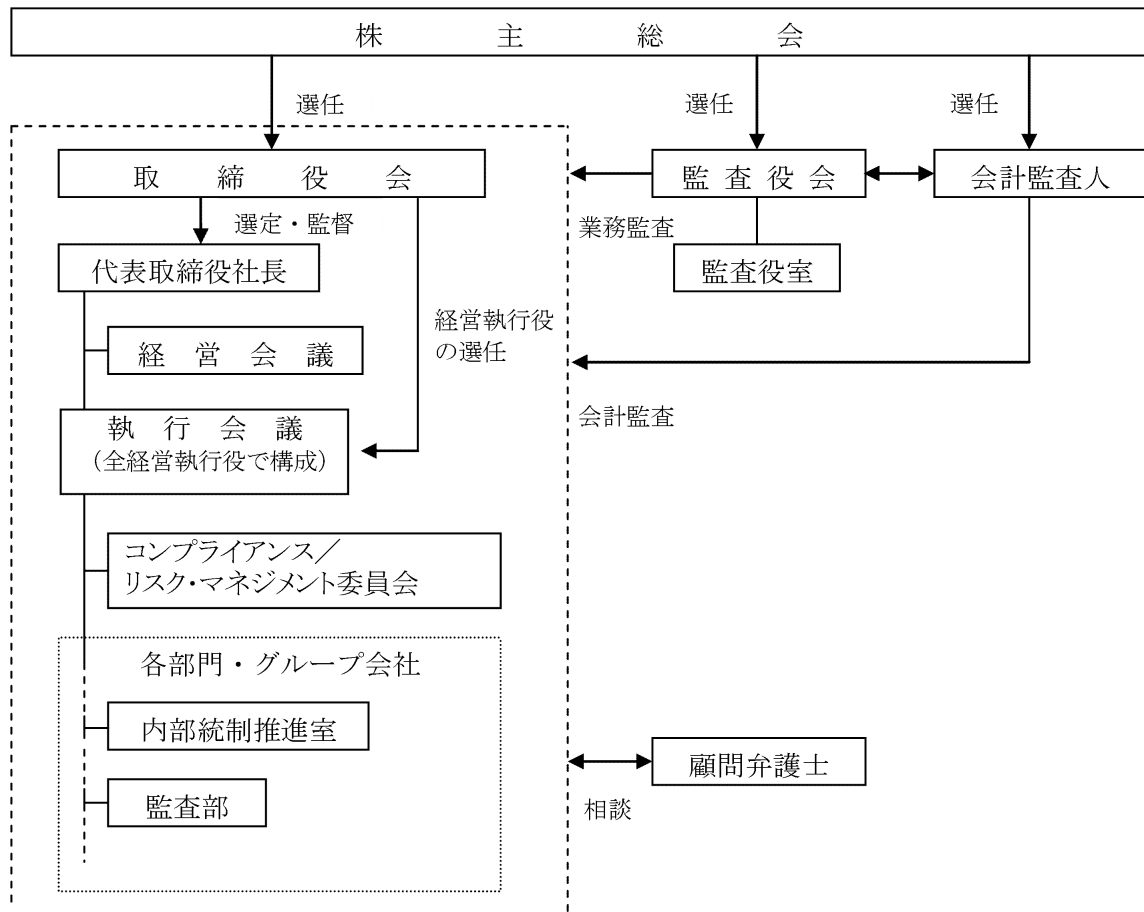 株主総会
選任
選任
選任
取締役会
監査役会
会計監査人
選定・監督
業務監査
代表取締役社長
監査役室
経営執行役
の選任
経営会議
執行会議
(全経営執行役で構成)
会計監査
コンプライアンス／
リスク・マネジメント委員会
各部門・グループ会社
内部統制推進室
顧問弁護士
監査部
相談